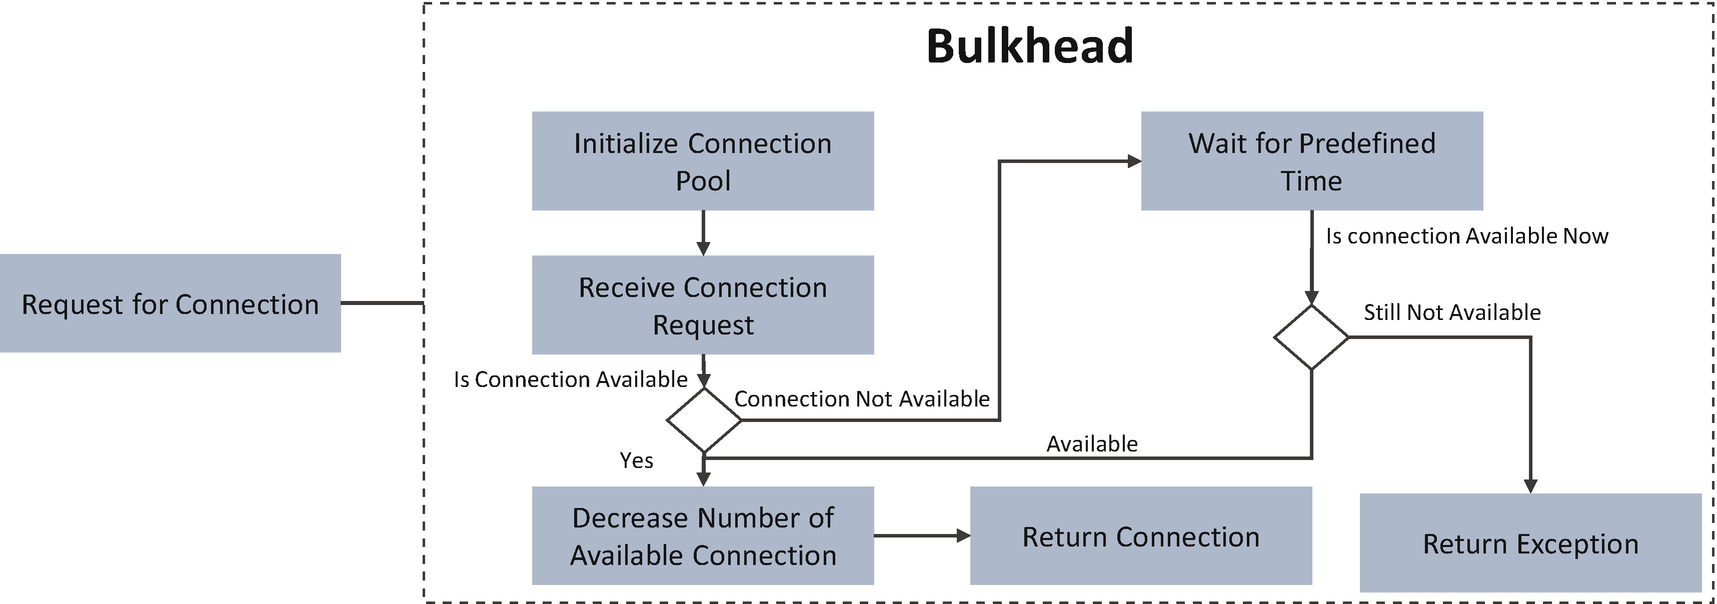 Bulkhead
Request for Connection
Initialize Connection
Pool
Receive Connection
Request
Is Connection Available
Connection Not Available
Yes
Decrease Number of
Available Connection
Return Connection
Wait for Predefined
Time
Is connection Available Now
Still Not Available
Available
Return Exception